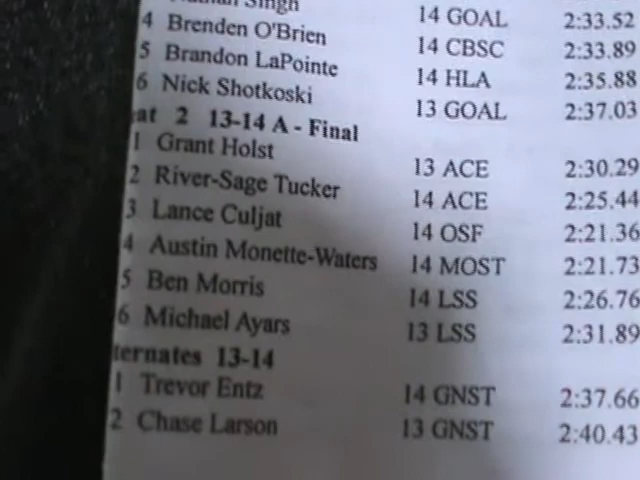 Singh 14 GOAL 2:33.52
4 Brenden O'Brien 14 CBSC 2:33.89
5 Brandon LaPointe 14 HLA 2:35.88
6 Nick Shotkoski 13 GOAL 2:37.03
at 2 13-14 A - Final
1 Grant Holst 13 ACE 2:30.29
2 River-Sage Tucker 14 ACE 2:25.44
3 Lance Culjat 14 OSF 2:21.36
4 Austin Monette-Waters 14 MOST 2:21.73
5 Ben Morris 14 LSS 2:26.76
6 Michael Ayars 13 LSS 2:31.89
ternates 13-14
1 Trevor Entz 14 GNST 2:37.66
2 Chase Larson 13 GNST 2:40.43